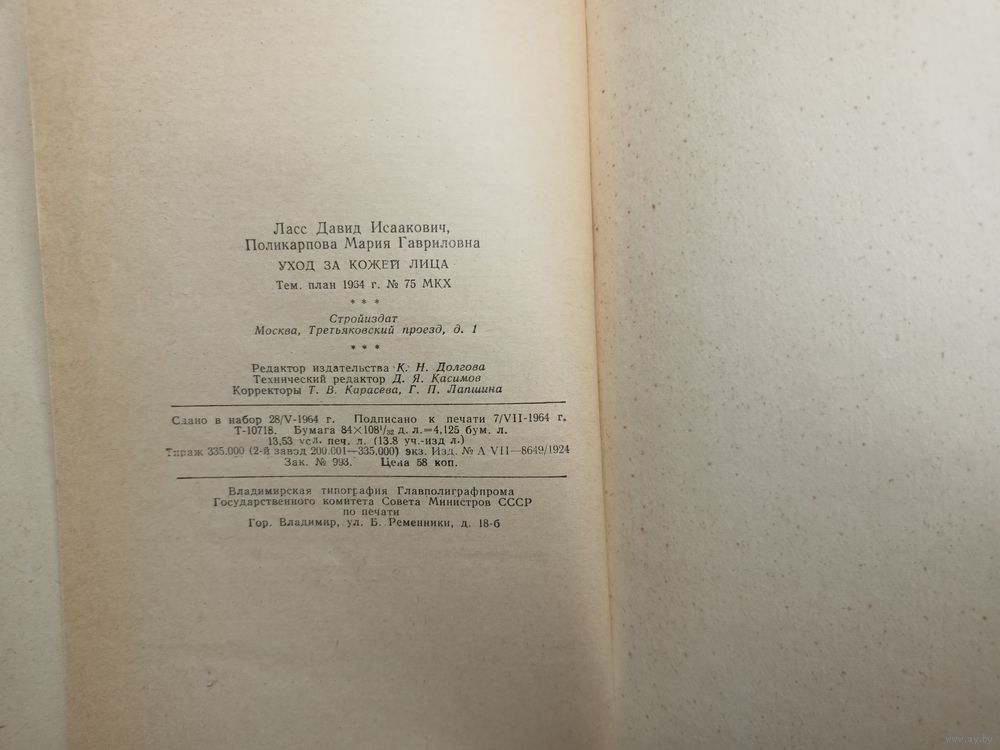 Ласс Давид Исаакович,
Поликарпова Мария Гавриловна
УХОД ЗА КОЖЕЙ ЛИЦА
Тем. план 1964 г. № 75 МКХ
* * *
Стройиздат
Москва, Третьяковский проезд, д. 1
* * *
Редактор издательства К. Н. Долгова
Технический редактор Д. Я. Касимов
Корректоры Т. В. Карасева, Г. П. Лапшина
Сдано в набор 28/V-1964 г. Подписано к печати 7/VII-1964 г.
Т-10718. Бумага 84×108¹/₃₂ д. л.=4,125 бум. л.
13,53 усл. печ. л. (13.8 уч.-изд л.)
Тираж 335.000 (2-й завод 200.001—335.000) экз. Изд. № А VII—8649/1924
Зак. № 993. Цена 58 коп.
Владимирская типография Главполиграфпрома
Государственного комитета Совета Министров СССР
по печати
Гор. Владимир, ул. Б. Ременники, д. 18-б
www.ay.by